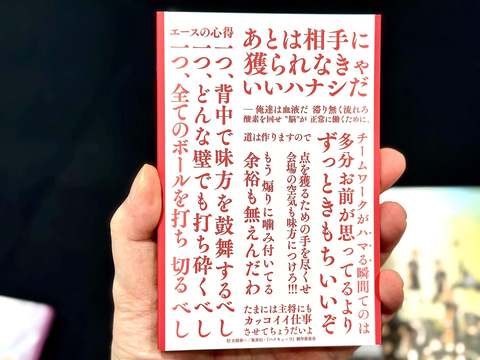 あとは相手に
獲られなきゃ
いいハナシだ
エースの心得
一つ、背中で味方を鼓舞するべし
一つ、どんな壁でも打ち砕くべし
一つ、全てのボールを打ち切るべし
― 俺達は血液だ 滞り無く流れろ
酸素を回せ “脳”が 正常に働くために、
チームワークがハマる瞬間てのは
多分お前が思ってるより
ずっときもちいいぞ
道は作りますので
点を獲るための手を尽くせ
会場の空気も味方につけろ!!!
もう 煽りに噛み付いてる
余裕も無えんだわ
たまには主将にも
カッコイイ仕事
させてちょうだいよ
©古舘春一／集英社・「ハイキュー!!」製作委員会